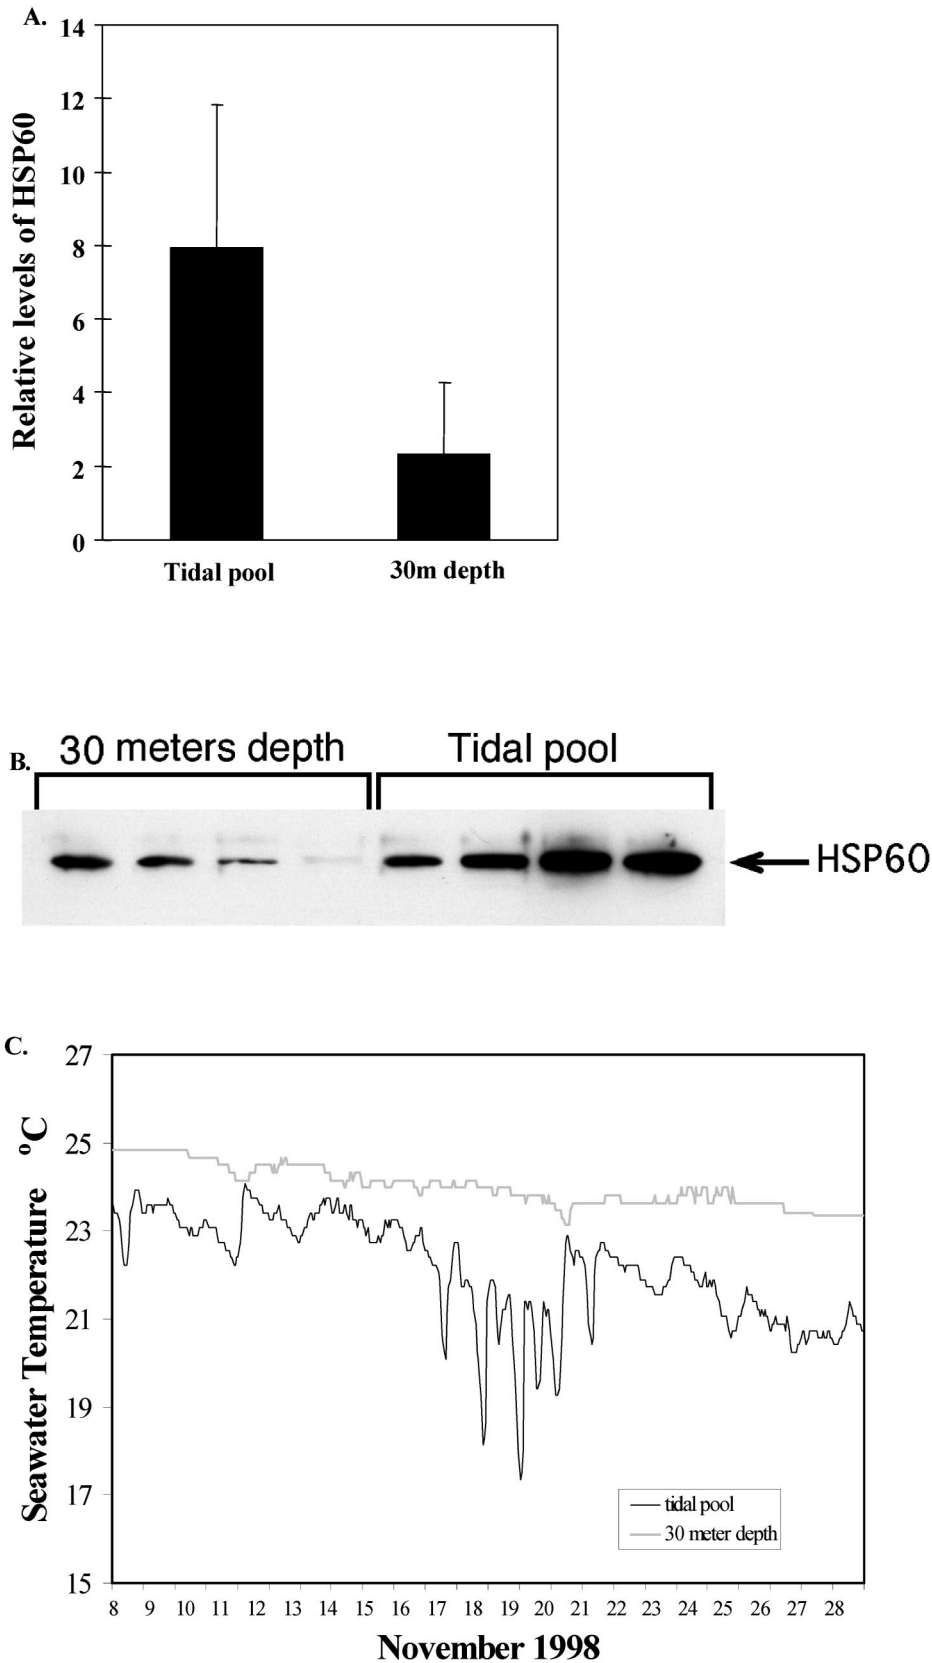 A.
14
12
10
8
6
4
2
0
Relative levels of HSP60
Tidal pool 30m depth
B.
30 meters depth Tidal pool
HSP60
C.
27
25
23
21
19
17
15
Seawater Temperature ºC
tidal pool
30 meter depth
8 9 10 11 12 13 14 15 16 17 18 19 20 21 22 23 24 25 26 27 28
November 1998